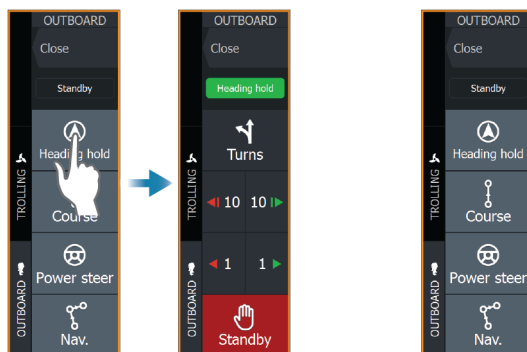 OUTBOARD
Close
Standby
Heading hold
Course
Power steer
Nav.
TROLLING
OUTBOARD
OUTBOARD
Close
Heading hold
Turns
10 10
1 1
Standby
TROLLING
OUTBOARD
OUTBOARD
Close
Standby
Heading hold
Course
Power steer
Nav.
TROLLING
OUTBOARD